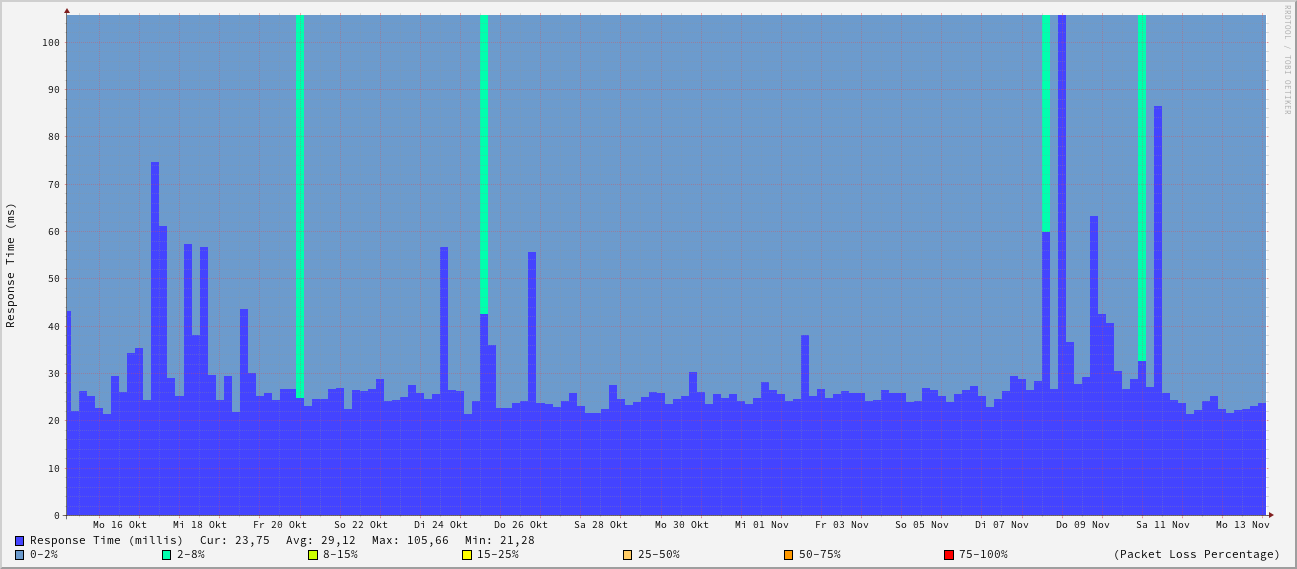 RRDTOOL / TOBI OETIKER
Response Time (ms)
100
90
80
70
60
50
40
30
20
10
0
Mo 16 Okt Mi 18 Okt Fr 20 Okt So 22 Okt Di 24 Okt Do 26 Okt Sa 28 Okt Mo 30 Okt Mi 01 Nov Fr 03 Nov So 05 Nov Di 07 Nov Do 09 Nov Sa 11 Nov Mo 13 Nov
Response Time (millis) Cur: 23,75 Avg: 29,12 Max: 105,66 Min: 21,28
0-2% 2-8% 8-15% 15-25% 25-50% 50-75% 75-100% (Packet Loss Percentage)